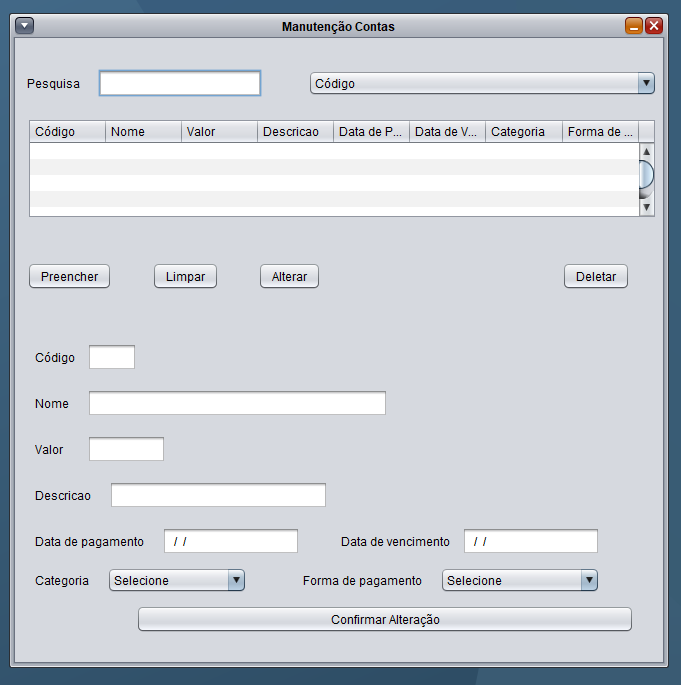 Manutenção Contas
Pesquisa Código
Código Nome Valor Descricao Data de P... Data de V... Categoria Forma de ...
Preencher Limpar Alterar Deletar
Código
Nome
Valor
Descricao
Data de pagamento / / Data de vencimento / /
Categoria Selecione Forma de pagamento Selecione
Confirmar Alteração